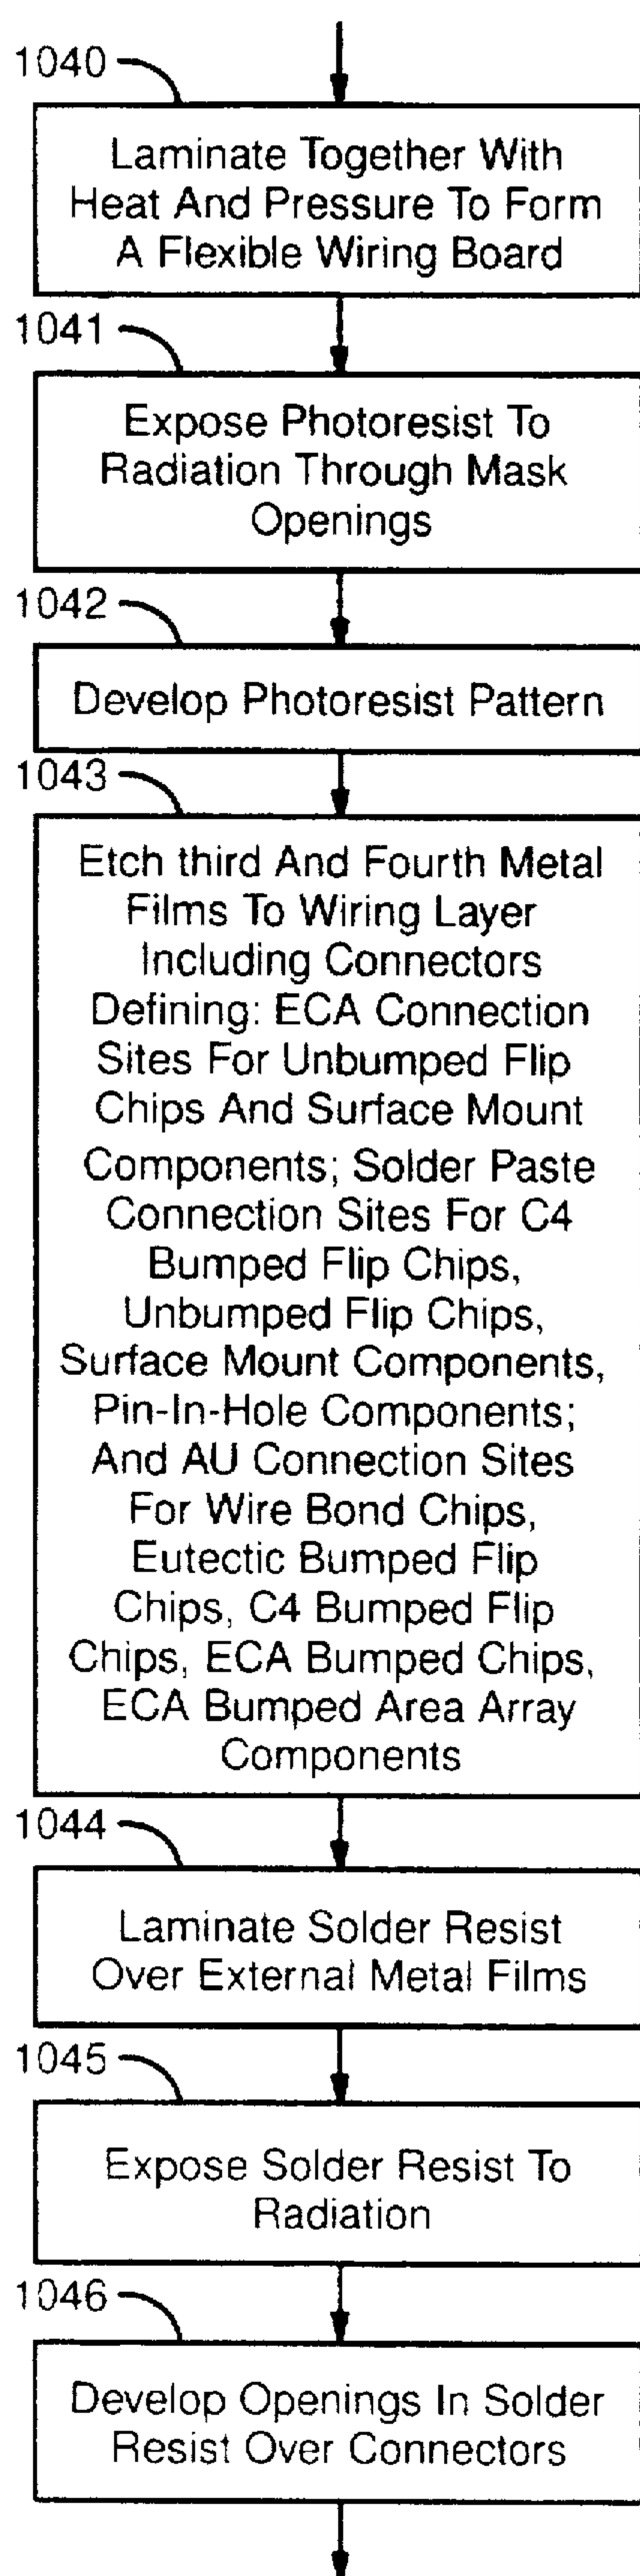 1040
Laminate Together With
Heat And Pressure To Form
A Flexible Wiring Board
1041
Expose Photoresist To
Radiation Through Mask
Openings
1042
Develop Photoresist Pattern
1043
Etch third And Fourth Metal
Films To Wiring Layer
Including Connectors
Defining: ECA Connection
Sites For Unbumped Flip
Chips And Surface Mount
Components; Solder Paste
Connection Sites For C4
Bumped Flip Chips,
Unbumped Flip Chips,
Surface Mount Components,
Pin-In-Hole Components;
And AU Connection Sites
For Wire Bond Chips,
Eutectic Bumped Flip
Chips, C4 Bumped Flip
Chips, ECA Bumped Chips,
ECA Bumped Area Array
Components
1044
Laminate Solder Resist
Over External Metal Films
1045
Expose Solder Resist To
Radiation
1046
Develop Openings In Solder
Resist Over Connectors